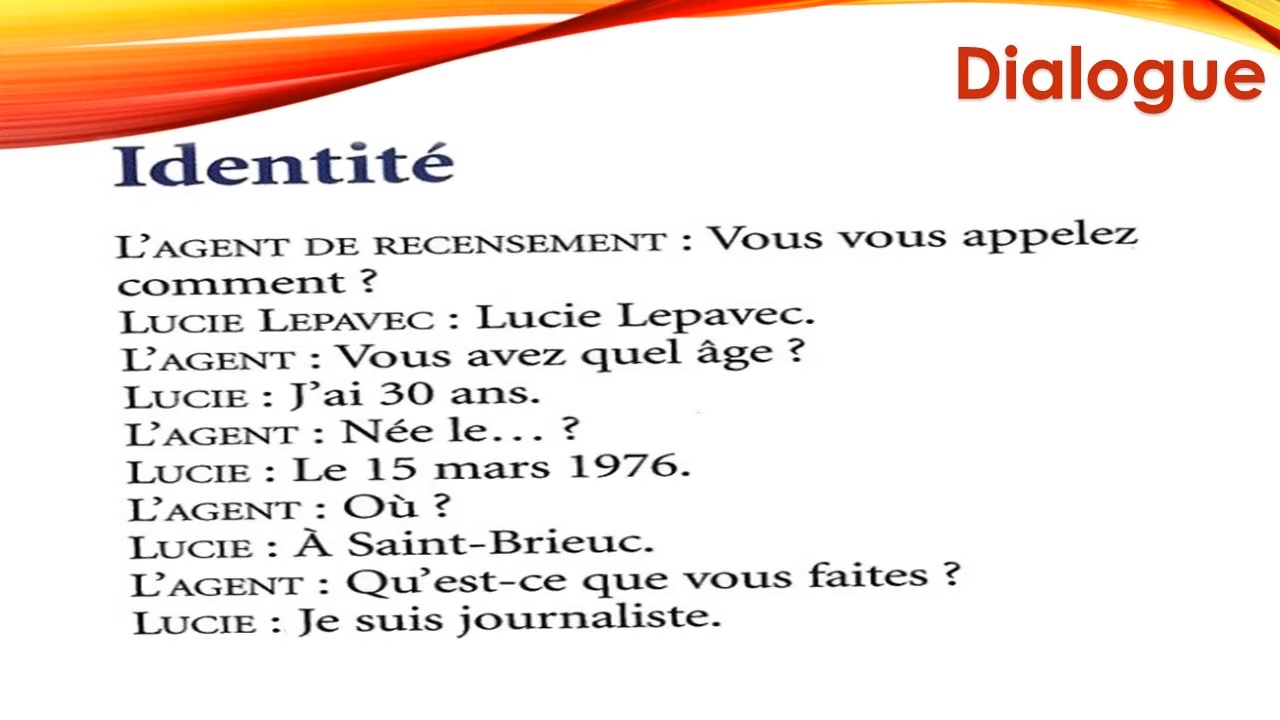 Dialogue
Identité
L'AGENT DE RECENSEMENT : Vous vous appelez
comment ?
LUCIE LEPAVEC : Lucie Lepavec.
L'AGENT : Vous avez quel âge ?
LUCIE : J'ai 30 ans.
L'AGENT : Née le... ?
LUCIE : Le 15 mars 1976.
L'AGENT : Où ?
LUCIE : À Saint-Brieuc.
L'AGENT : Qu'est-ce que vous faites ?
LUCIE : Je suis journaliste.